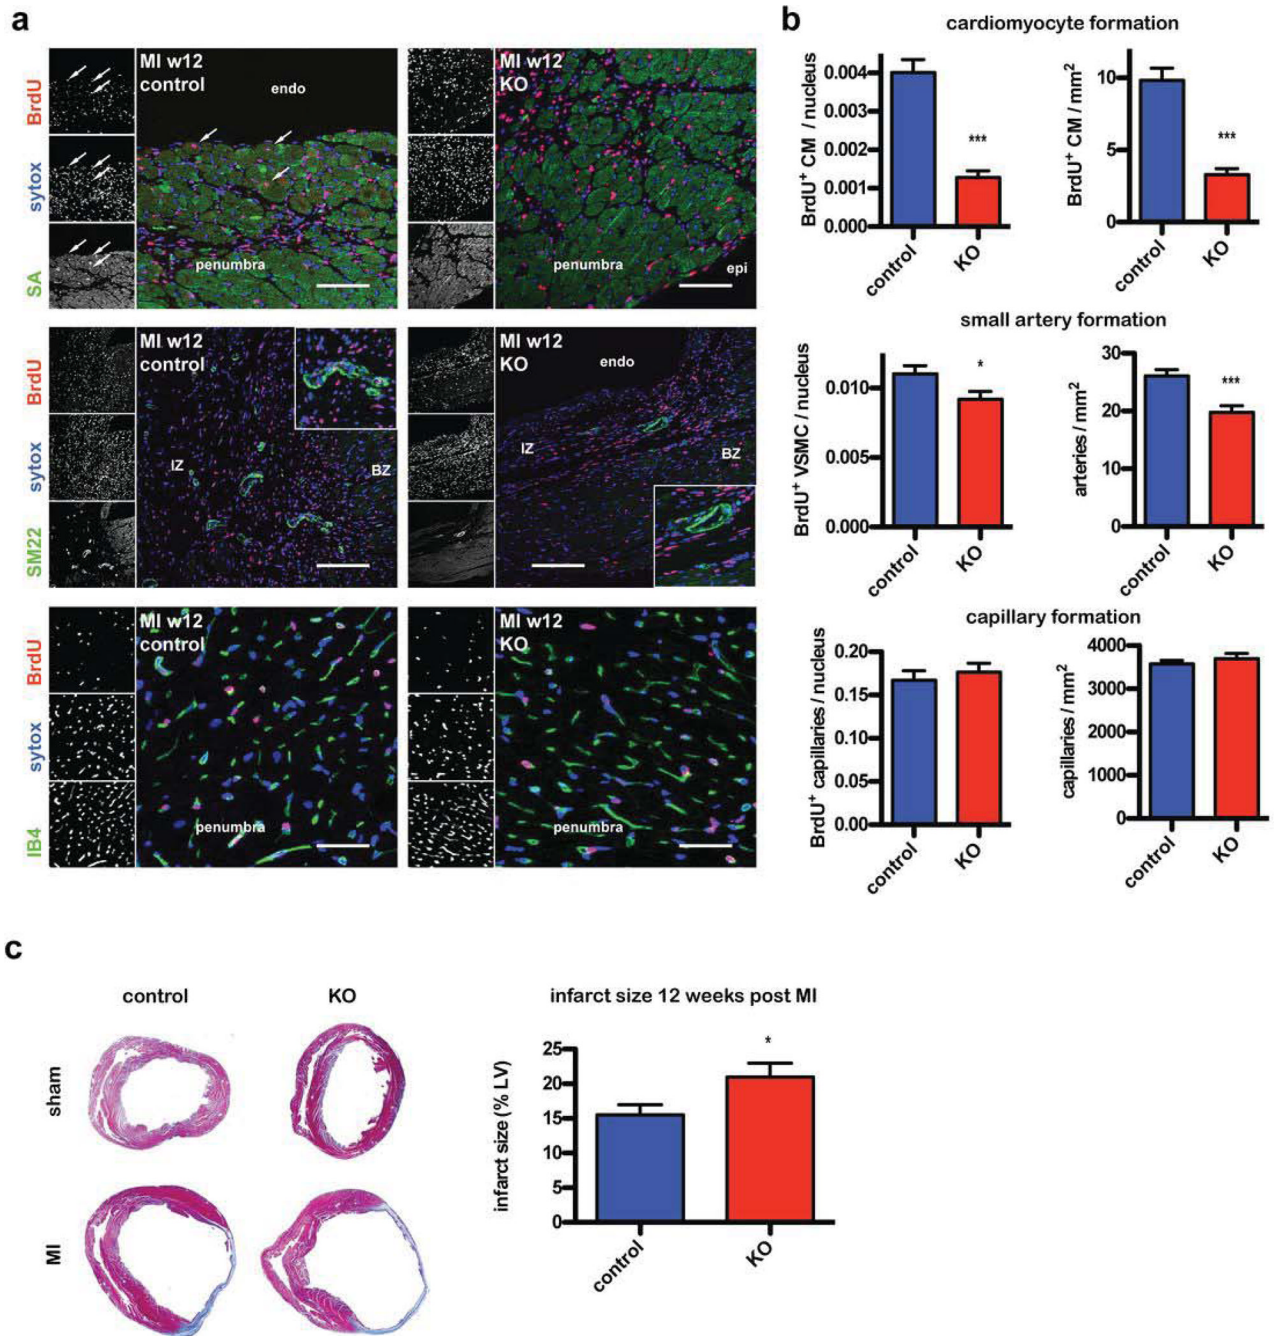 a
BrdU
sytox
SA
MI w12
control
endo
penumbra
MI w12
KO
penumbra
epi
BrdU
sytox
SM22
MI w12
control
IZ
BZ
MI w12
KO
endo
IZ
BZ
BrdU
sytox
IB4
MI w12
control
penumbra
MI w12
KO
penumbra
b
cardiomyocyte formation
BrdU⁺ CM / nucleus
0.004
0.003
0.002
0.001
0.000
***
control
KO
BrdU⁺ CM / mm²
10
5
0
***
control
KO
small artery formation
BrdU⁺ VSMC / nucleus
0.010
0.005
0.000
*
control
KO
arteries / mm²
30
20
10
0
***
control
KO
capillary formation
BrdU⁺ capillaries / nucleus
0.20
0.15
0.10
0.05
0.00
control
KO
capillaries / mm²
4000
3000
2000
1000
0
control
KO
c
control
KO
sham
MI
infarct size 12 weeks post MI
infarct size (% LV)
25
20
15
10
5
0
*
control
KO